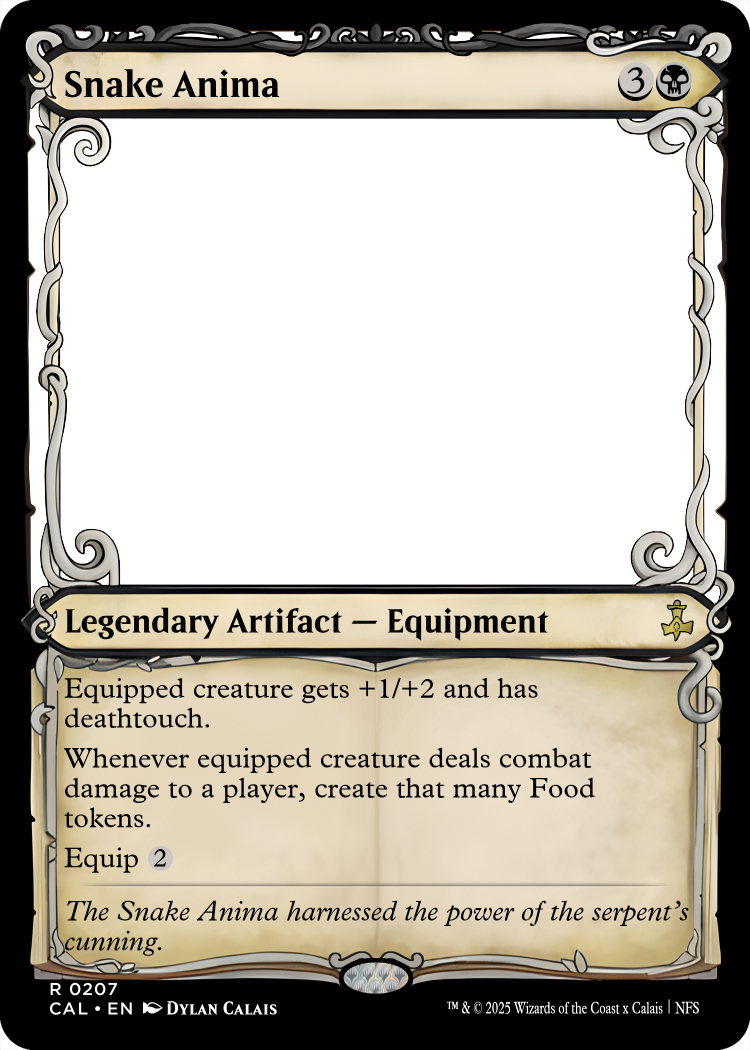 Snake Anima 3
Legendary Artifact — Equipment
Equipped creature gets +1/+2 and has
deathtouch.
Whenever equipped creature deals combat
damage to a player, create that many Food
tokens.
Equip 2
The Snake Anima harnessed the power of the serpent's
cunning.
R 0207
CAL • EN DYLAN CALAIS
™ & © 2025 Wizards of the Coast x Calais | NFS